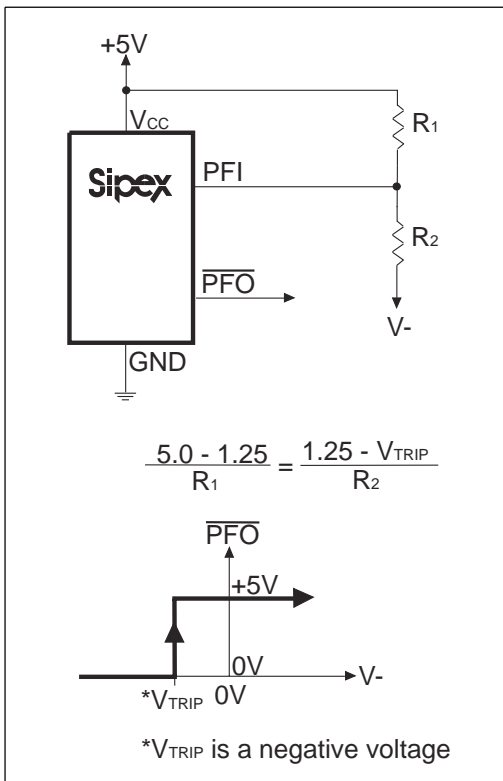 +5V
VCC
R1
Sipex
PFI
R2
PFO
V-
GND
5.0 - 1.25
R1
=
1.25 - VTRIP
R2
PFO
+5V
0V
V-
*VTRIP 0V
*VTRIP is a negative voltage